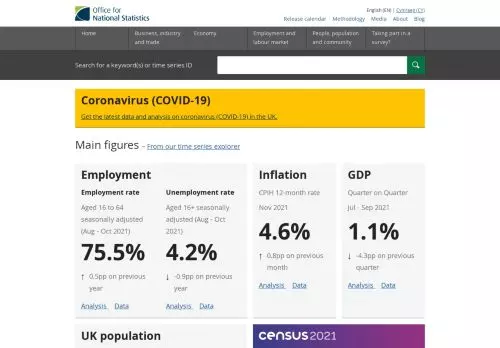 Office for
National Statistics
English (EN) | Cymraeg (CY)
Release calendar Methodology Media About Blog
Home
Business, industry and trade
Economy
Employment and labour market
People, population and community
Taking part in a survey?
Search for a keyword(s) or time series ID
Coronavirus (COVID-19)
Get the latest data and analysis on coronavirus (COVID-19) in the UK.
Main figures – From our time series explorer
Employment
Employment rate
Aged 16 to 64
seasonally adjusted
(Aug - Oct 2021)
75.5%
↑ 0.5pp on previous
year
Analysis Data
Unemployment rate
Aged 16+ seasonally
adjusted (Aug - Oct
2021)
4.2%
↓ -0.9pp on previous
year
Analysis Data
Inflation
CPIH 12-month rate
Nov 2021
4.6%
↑ 0.8pp on previous
month
Analysis Data
GDP
Quarter on Quarter
Jul - Sep 2021
1.1%
↓ -4.3pp on previous
quarter
Analysis Data
UK population
census 2021